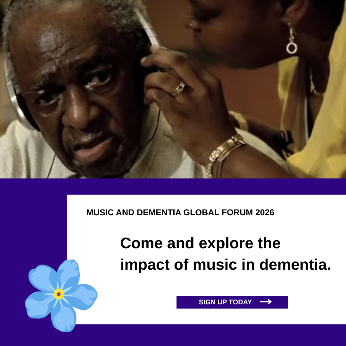 MUSIC AND DEMENTIA GLOBAL FORUM 2026
Come and explore the
impact of music in dementia.
SIGN UP TODAY